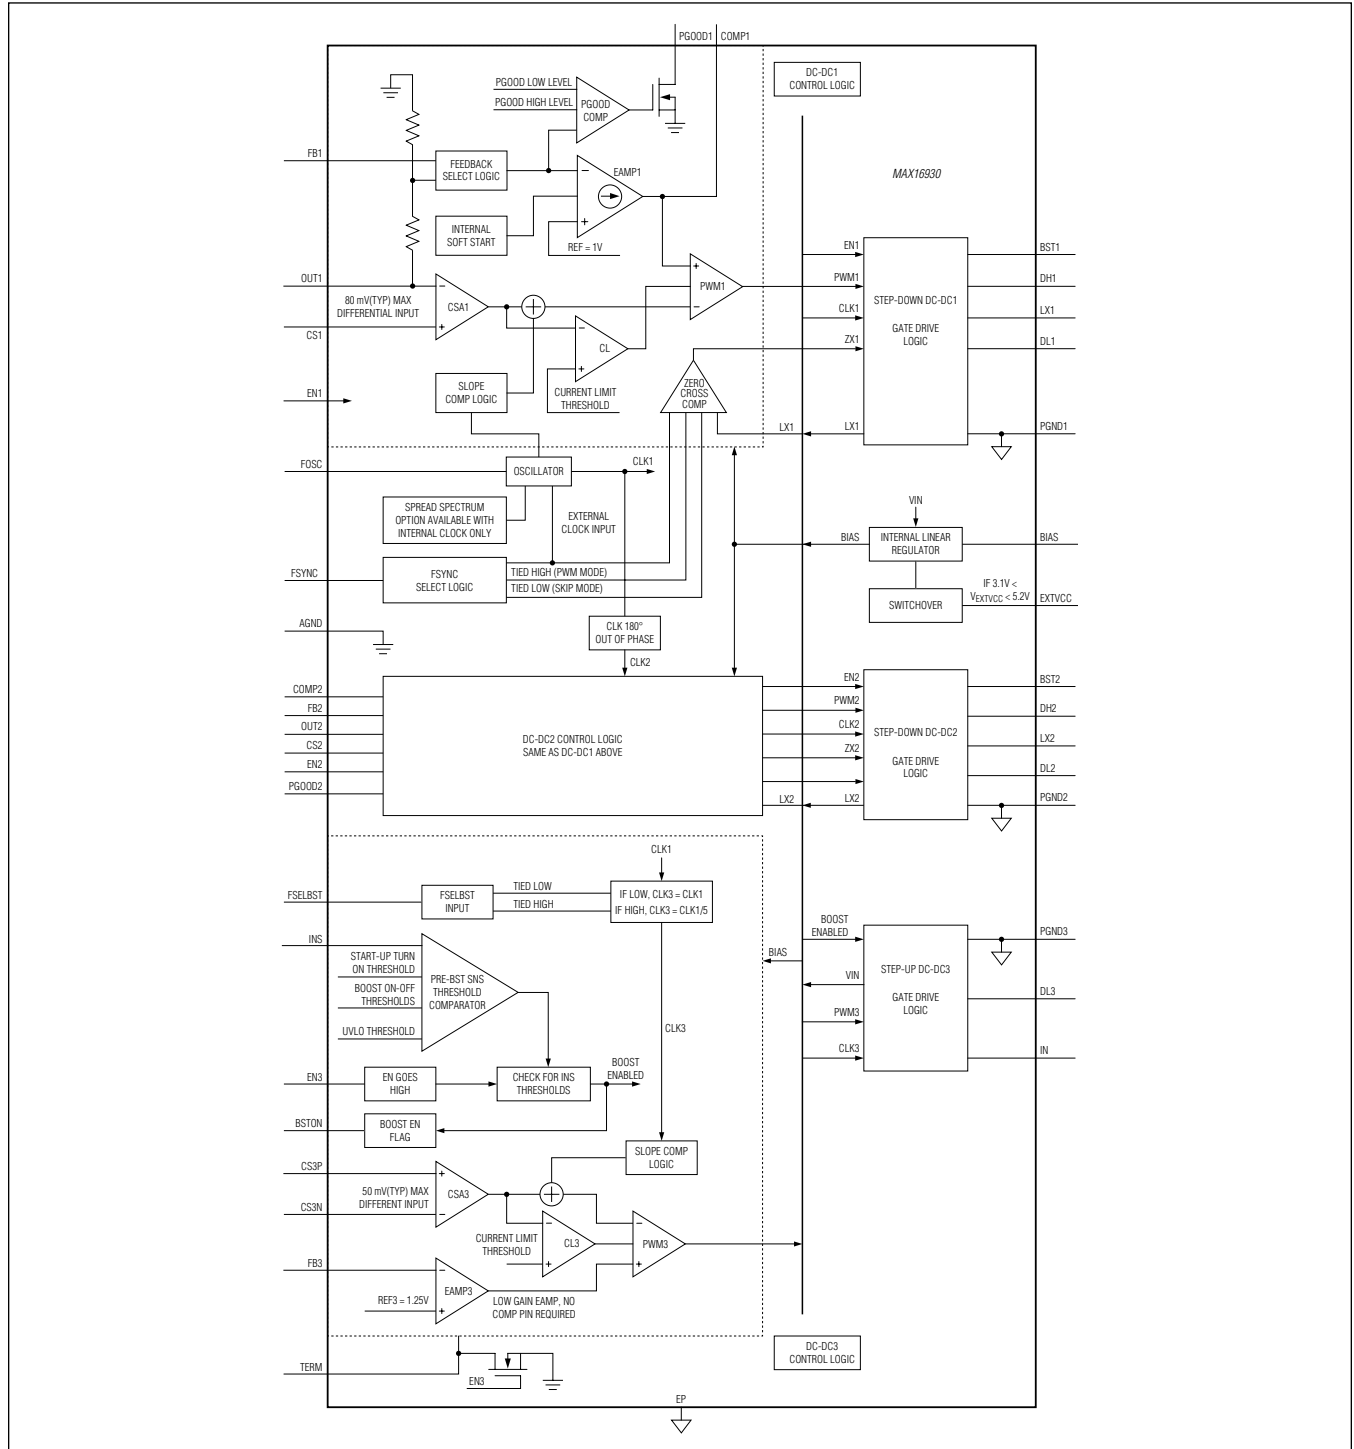 PGOOD1
COMP1
PGOOD LOW LEVEL
PGOOD HIGH LEVEL
PGOOD
COMP
DC-DC1
CONTROL LOGIC
FB1
FEEDBACK
SELECT LOGIC
EAMP1
−
+
INTERNAL
SOFT START
REF = 1V
MAX16930
OUT1
80 mV(TYP) MAX
DIFFERENTIAL INPUT
CS1
−
+
CSA1
+
−
+
CL
+
−
PWM1
EN1
SLOPE
COMP LOGIC
CURRENT LIMIT
THRESHOLD
ZERO
CROSS
COMP
LX1
EN1
PWM1
CLK1
ZX1
LX1
STEP-DOWN DC-DC1
GATE DRIVE
LOGIC
BST1
DH1
LX1
DL1
PGND1
FOSC
OSCILLATOR
CLK1
SPREAD SPECTRUM
OPTION AVAILABLE WITH
INTERNAL CLOCK ONLY
EXTERNAL
CLOCK INPUT
FSYNC
FSYNC
SELECT LOGIC
TIED HIGH (PWM MODE)
TIED LOW (SKIP MODE)
VIN
BIAS
INTERNAL LINEAR
REGULATOR
BIAS
SWITCHOVER
IF 3.1V <
VEXTVCC < 5.2V
EXTVCC
AGND
CLK 180°
OUT OF PHASE
CLK2
COMP2
FB2
OUT2
CS2
EN2
PGOOD2
DC-DC2 CONTROL LOGIC
SAME AS DC-DC1 ABOVE
LX2
EN2
PWM2
CLK2
ZX2
LX2
STEP-DOWN DC-DC2
GATE DRIVE
LOGIC
BST2
DH2
LX2
DL2
PGND2
CLK1
FSELBST
FSELBST
INPUT
TIED LOW
TIED HIGH
IF LOW, CLK3 = CLK1
IF HIGH, CLK3 = CLK1/5
INS
START-UP TURN
ON THRESHOLD
BOOST ON-OFF
THRESHOLDS
UVLO THRESHOLD
PRE-BST SNS
THRESHOLD
COMPARATOR
CLK3
BIAS
BOOST
ENABLED
VIN
PWM3
CLK3
STEP-UP DC-DC3
GATE DRIVE
LOGIC
PGND3
DL3
IN
EN3
EN GOES
HIGH
CHECK FOR INS
THRESHOLDS
BOOST
ENABLED
BSTON
BOOST EN
FLAG
SLOPE COMP
LOGIC
CS3P
50 mV(TYP) MAX
DIFFERENT INPUT
CS3N
+
−
CSA3
+
CURRENT LIMIT
THRESHOLD
−
+
CL3
−
+
PWM3
FB3
REF3 = 1.25V
−
+
EAMP3
LOW GAIN EAMP, NO
COMP PIN REQUIRED
TERM
EN3
DC-DC3
CONTROL LOGIC
EP